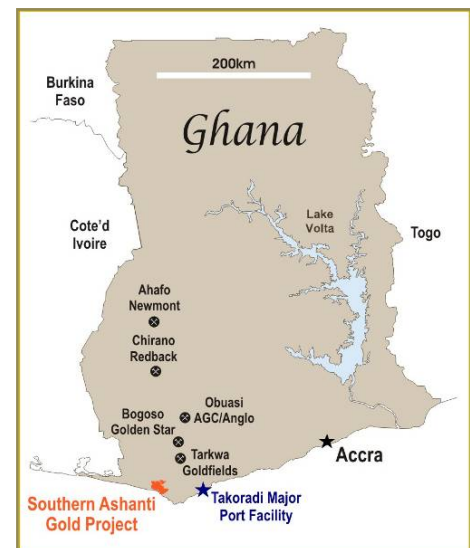 200km
Burkina
Faso
Ghana
Lake
Volta
Cote'd
Ivoire
Togo
Ahafo
Newmont
Chirano
Redback
Obuasi
AGC/Anglo
Bogoso
Golden Star
Tarkwa
Goldfields
Accra
Southern Ashanti
Gold Project
Takoradi Major
Port Facility